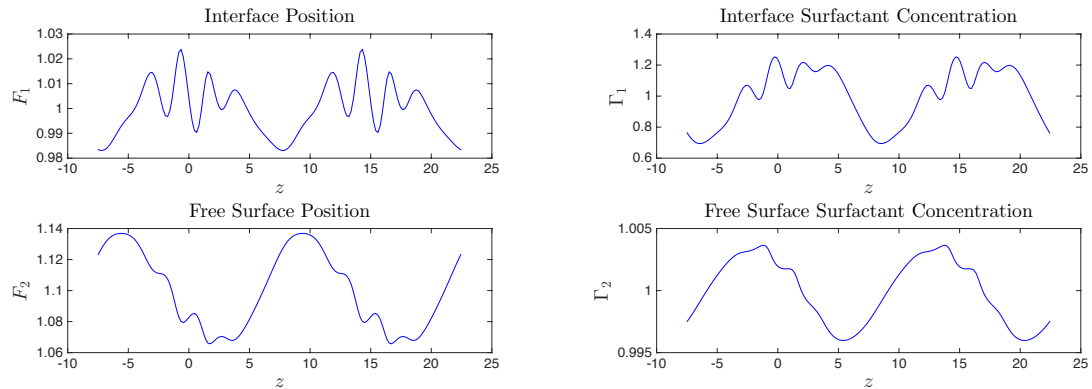 Interface Position
1.03
1.02
1.01
1
0.99
0.98
F1
-10 -5 0 5 10 15 20 25
z
Interface Surfactant Concentration
1.4
1.2
1
0.8
0.6
Γ1
-10 -5 0 5 10 15 20 25
z
Free Surface Position
1.14
1.12
1.1
1.08
1.06
F2
-10 -5 0 5 10 15 20 25
z
Free Surface Surfactant Concentration
1.005
1
0.995
Γ2
-10 -5 0 5 10 15 20 25
z